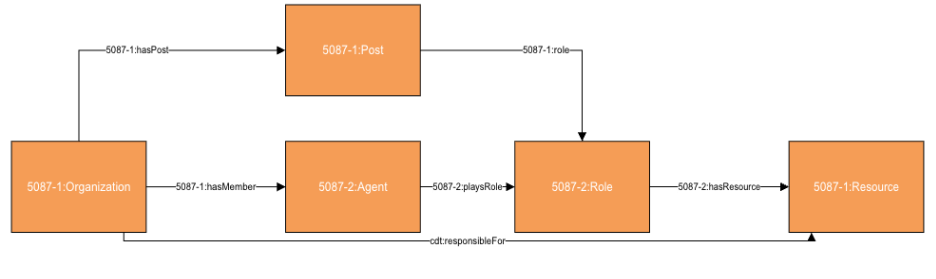 5087-1:Post
5087-1:hasPost
5087-1:role
5087-1:Organization
5087-1:hasMember
5087-2:Agent
5087-2:playsRole
5087-2:Role
5087-2:hasResource
5087-1:Resource
cdt:responsibleFor